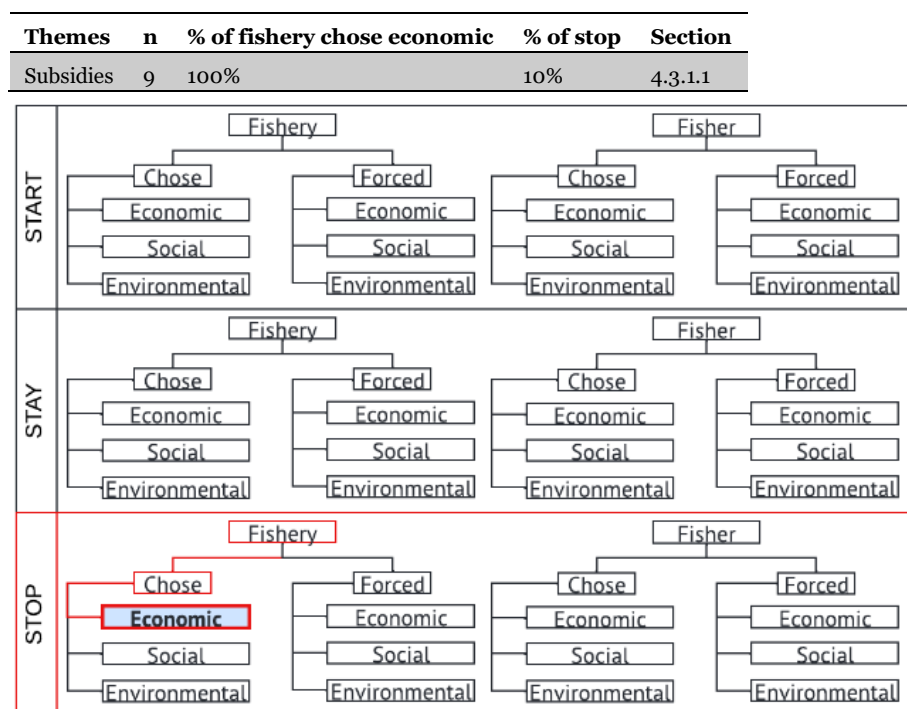 Themes n % of fishery chose economic % of stop Section
Subsidies 9 100% 10% 4.3.1.1
START
Fishery Fisher
Chose Forced Chose Forced
Economic Economic Economic Economic
Social Social Social Social
Environmental Environmental Environmental Environmental
STAY
Fishery Fisher
Chose Forced Chose Forced
Economic Economic Economic Economic
Social Social Social Social
Environmental Environmental Environmental Environmental
STOP
Fishery Fisher
Chose Forced Chose Forced
Economic Economic Economic Economic
Social Social Social Social
Environmental Environmental Environmental Environmental